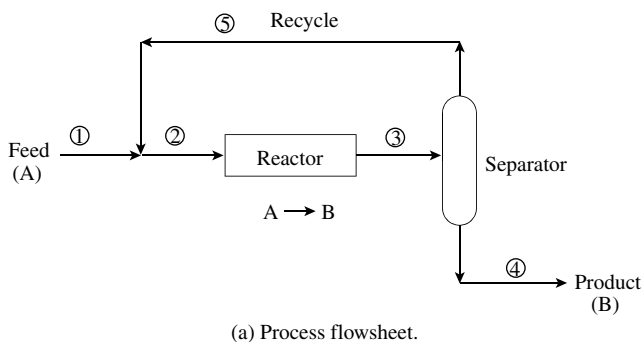 ⑤ Recycle
① ② ③
Feed
(A)
Reactor
Separator
A → B
④
Product
(B)
(a) Process flowsheet.